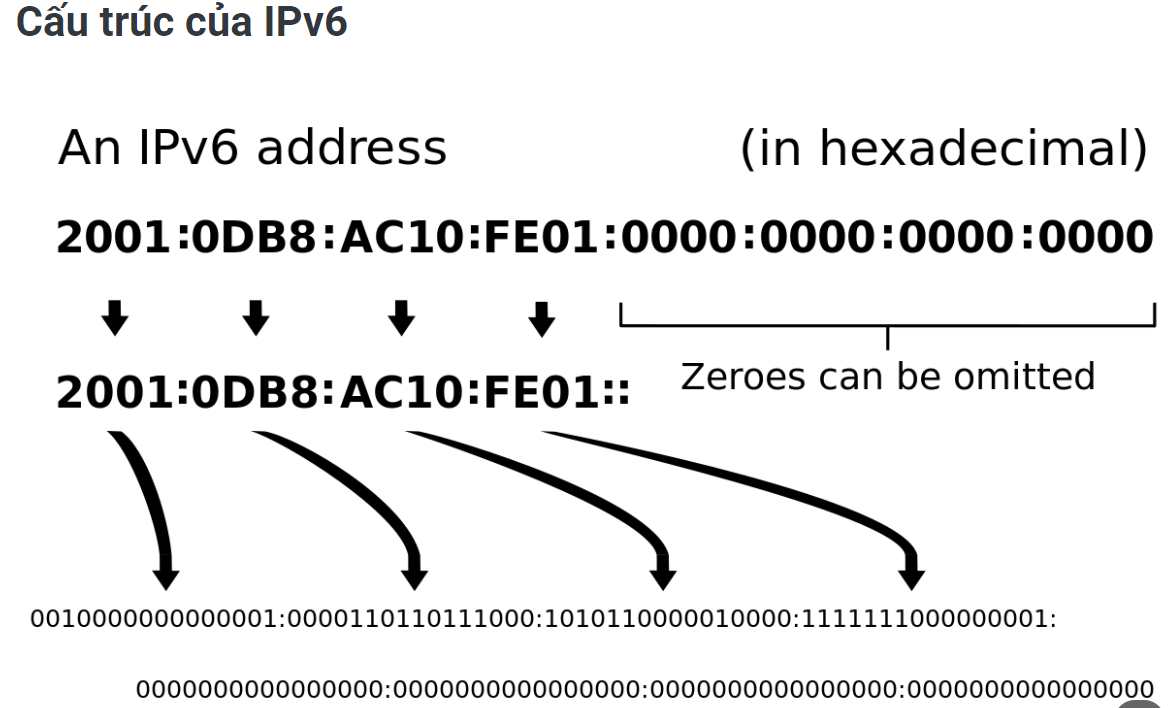 Cấu trúc của IPv6
An IPv6 address (in hexadecimal)
2001:0DB8:AC10:FE01:0000:0000:0000:0000
2001:0DB8:AC10:FE01::
Zeroes can be omitted
0010000000000001:0000110110111000:1010110000010000:1111111000000001:
0000000000000000:0000000000000000:0000000000000000:0000000000000000